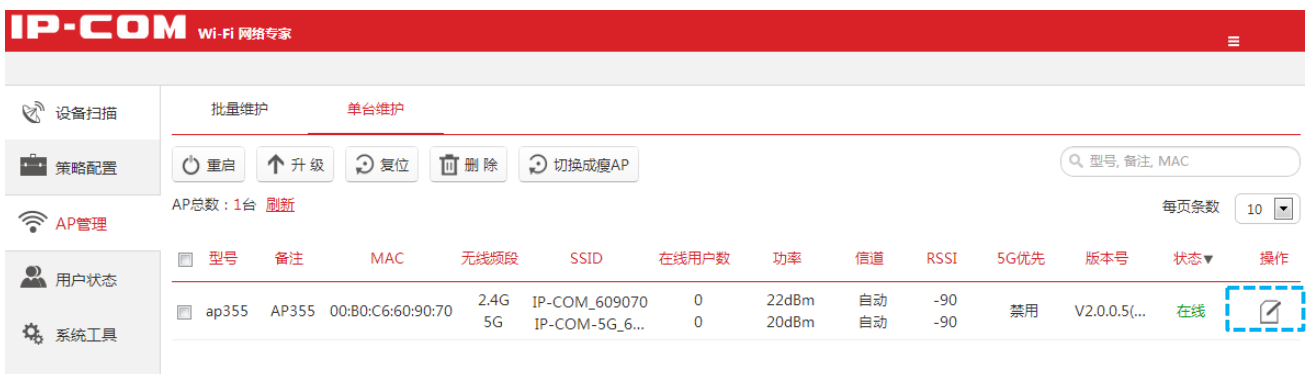 IP-COM Wi-Fi 网络专家
设备扫描
策略配置
AP管理
用户状态
系统工具
批量维护 单台维护
重启 升 级 复位 删 除 切换成瘦AP
型号, 备注, MAC
AP总数：1台 刷新
每页条数 10
型号 备注 MAC 无线频段 SSID 在线用户数 功率 信道 RSSI 5G优先 版本号 状态▼ 操作
ap355 AP355 00:B0:C6:60:90:70 2.4G IP-COM_609070 0 22dBm 自动 -90 禁用 V2.0.0.5(... 在线
5G IP-COM-5G_6... 0 20dBm 自动 -90